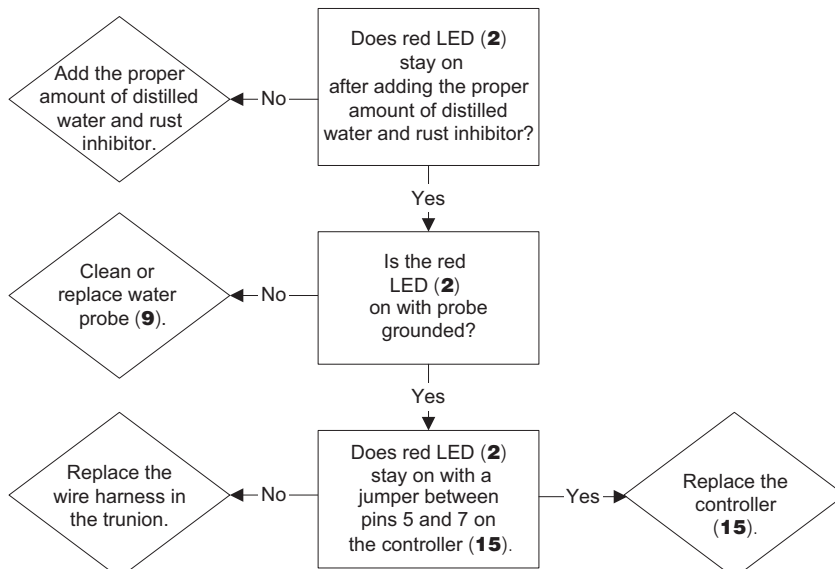 Does red LED (2)
stay on
after adding the proper
amount of distilled
water and rust inhibitor?
No
Add the proper
amount of distilled
water and rust
inhibitor.
Yes
Is the red
LED (2)
on with probe
grounded?
No
Clean or
replace water
probe (9).
Yes
Does red LED (2)
stay on with a
jumper between
pins 5 and 7 on
the controller (15).
No
Replace the
wire harness in
the trunion.
Yes
Replace the
controller
(15).